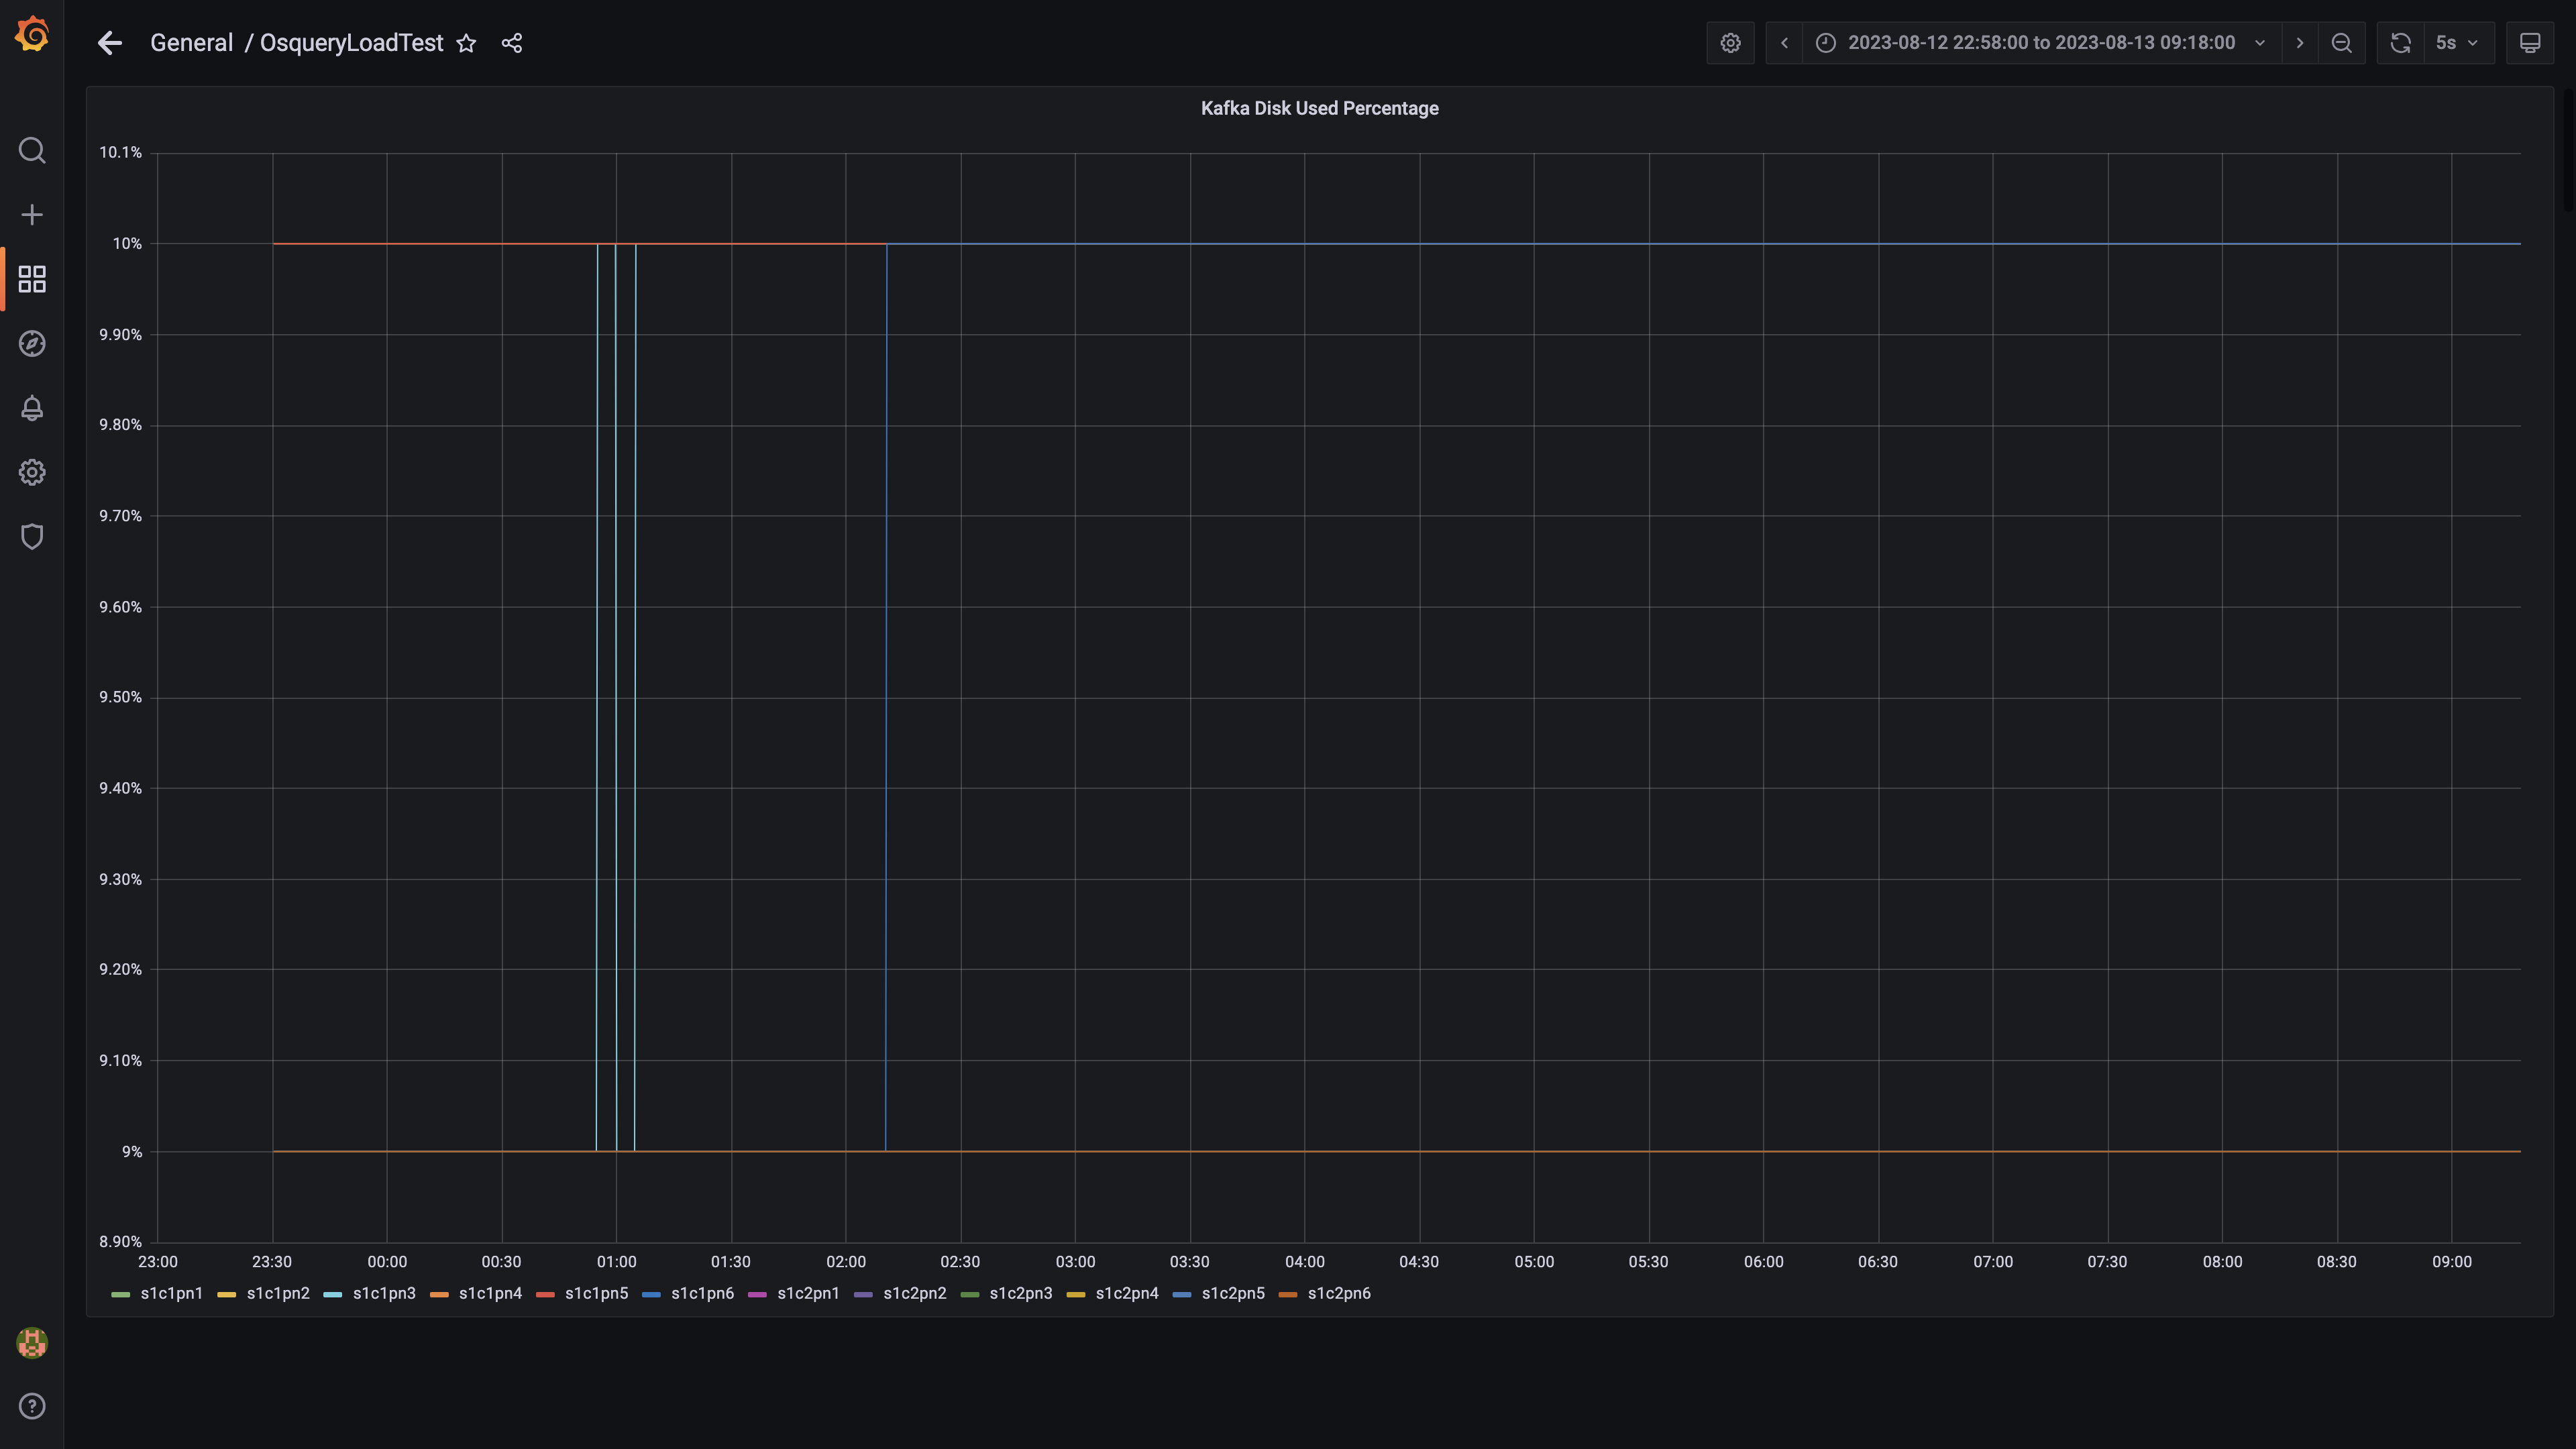 General / OsqueryLoadTest
2023-08-12 22:58:00 to 2023-08-13 09:18:00
5s
Kafka Disk Used Percentage
10.1%
10%
9.90%
9.80%
9.70%
9.60%
9.50%
9.40%
9.30%
9.20%
9.10%
9%
8.90%
23:00 23:30 00:00 00:30 01:00 01:30 02:00 02:30 03:00 03:30 04:00 04:30 05:00 05:30 06:00 06:30 07:00 07:30 08:00 08:30 09:00
s1c1pn1 s1c1pn2 s1c1pn3 s1c1pn4 s1c1pn5 s1c1pn6 s1c2pn1 s1c2pn2 s1c2pn3 s1c2pn4 s1c2pn5 s1c2pn6